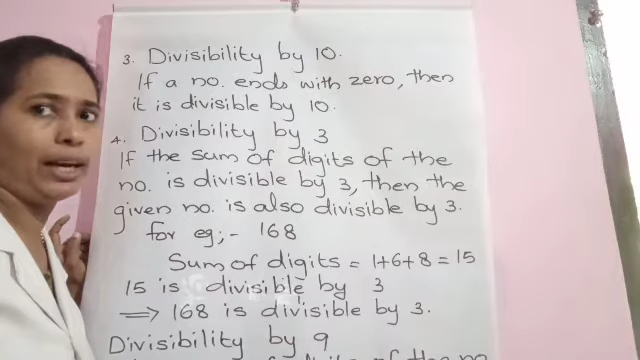 3. Divisibility by 10.
If a no. ends with zero, then
it is divisible by 10.
4. Divisibility by 3
If the sum of digits of the
no. is divisible by 3, then the
given no. is also divisible by 3.
for eg;- 168
Sum of digits = 1+6+8 = 15
15 is divisible by 3
⟹ 168 is divisible by 3.
Divisibility by 9
of the no